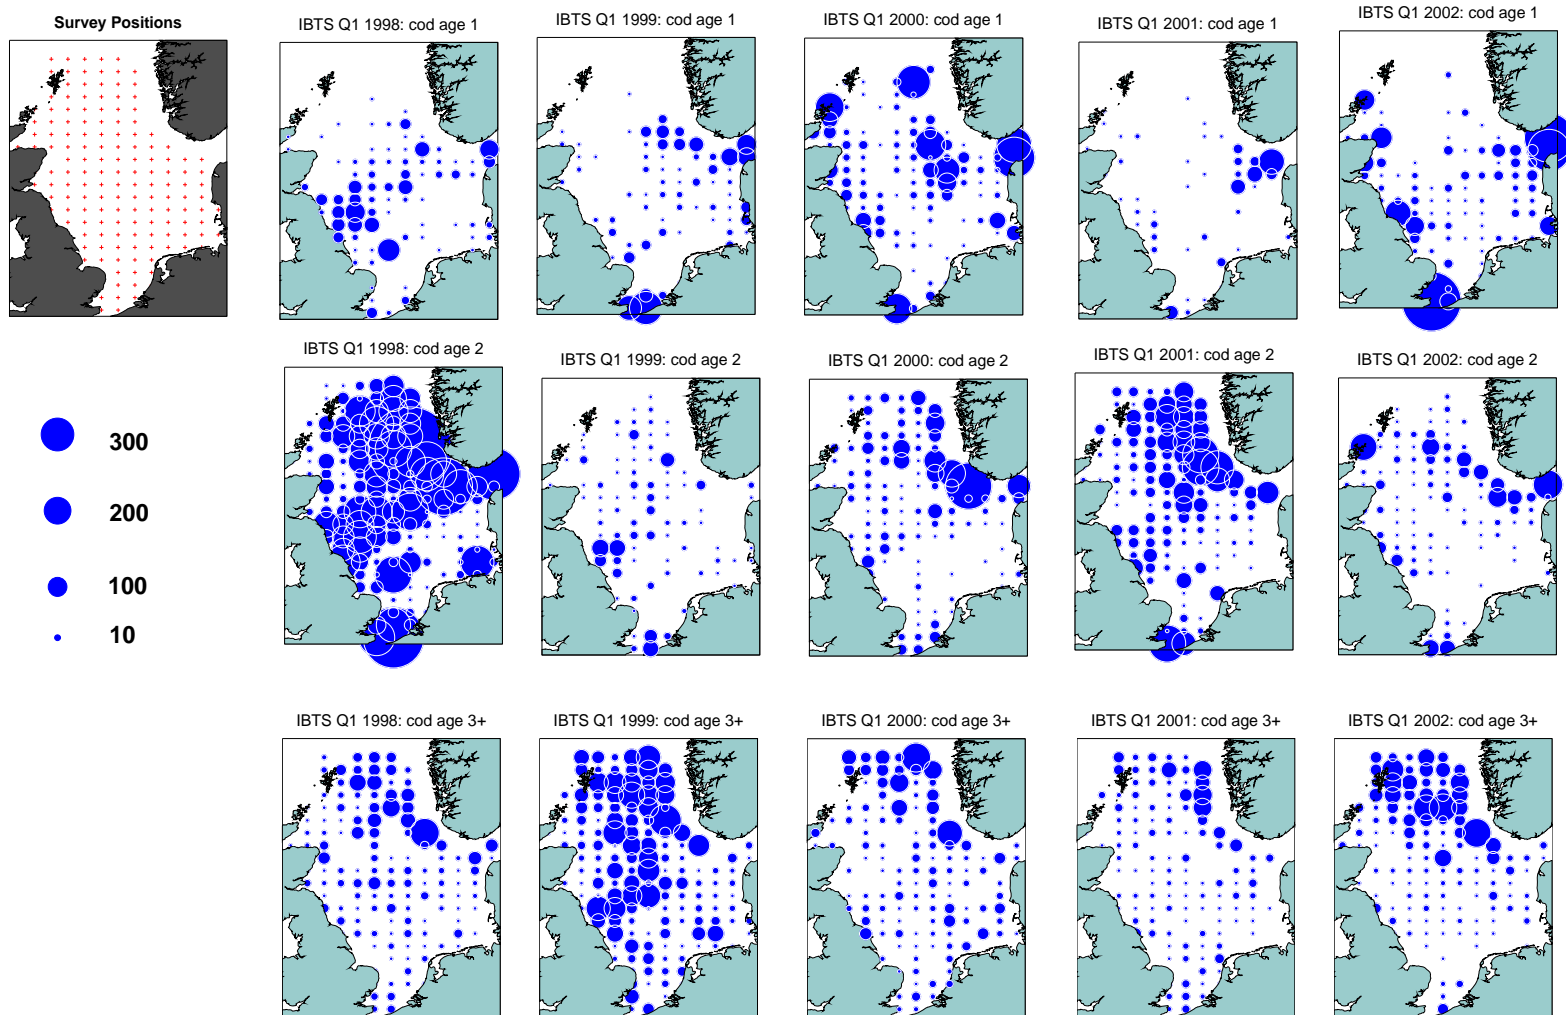 Survey Positions
IBTS Q1 1998: cod age 1
IBTS Q1 1999: cod age 1
IBTS Q1 2000: cod age 1
IBTS Q1 2001: cod age 1
IBTS Q1 2002: cod age 1
IBTS Q1 1998: cod age 2
IBTS Q1 1999: cod age 2
IBTS Q1 2000: cod age 2
IBTS Q1 2001: cod age 2
IBTS Q1 2002: cod age 2
300
200
100
10
IBTS Q1 1998: cod age 3+
IBTS Q1 1999: cod age 3+
IBTS Q1 2000: cod age 3+
IBTS Q1 2001: cod age 3+
IBTS Q1 2002: cod age 3+